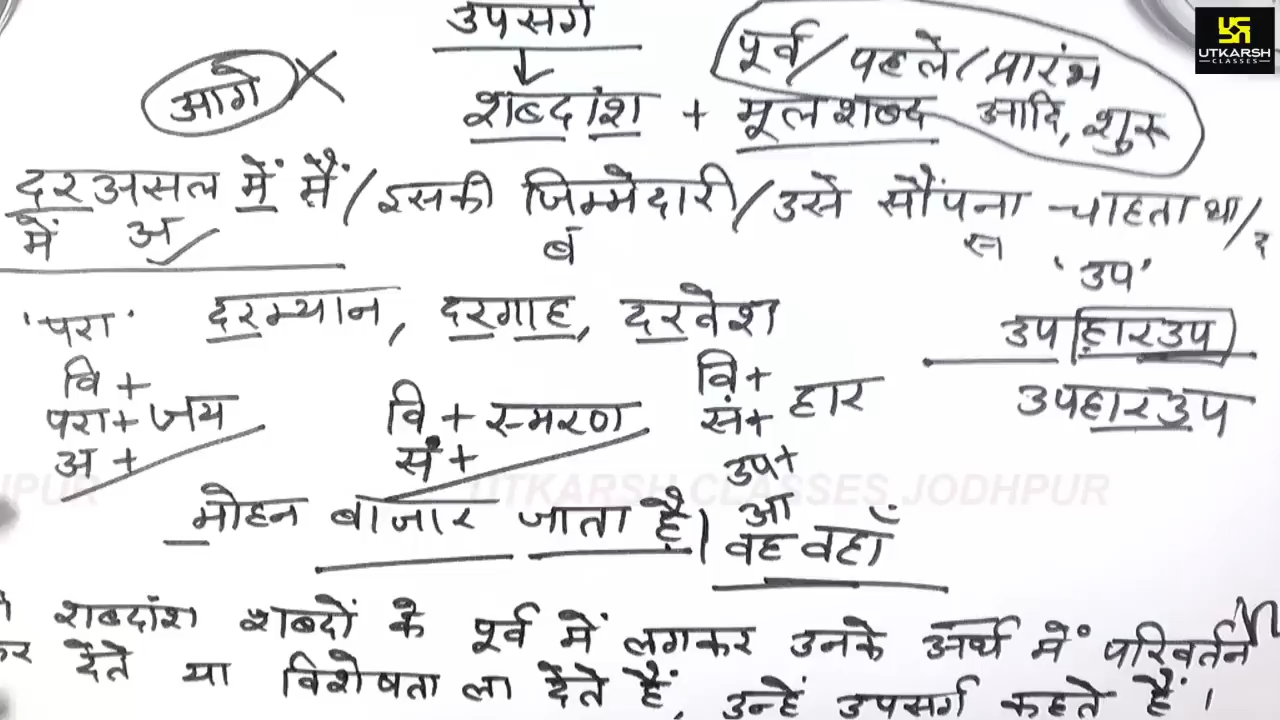 उपसर्ग
पूर्व/पहले/प्रारंभ
UTKARSH
CLASSES
आगे ×
↓
शब्दांश + मूलशब्द आदि, शुरू
दरअसल में मैं/इसकी जिम्मेदारी/उसे सौंपना चाहता था/
में अ ब स
'उप'
'परा' दरम्यान, दरगाह, दरवेश उपहारउप
वि +
परा + जय
अ +
वि + स्मरण
सं +
वि +
सं + हार
उप +
आ
उपहारउप
UTKARSH CLASSES JODHPUR
मोहन बाजार जाता है। वह वहाँ
शब्दांश शब्दों के पूर्व में लगकर उनके अर्थ में परिवर्तन
कर देते या विशेषता ला देते हैं, उन्हें उपसर्ग कहते हैं।